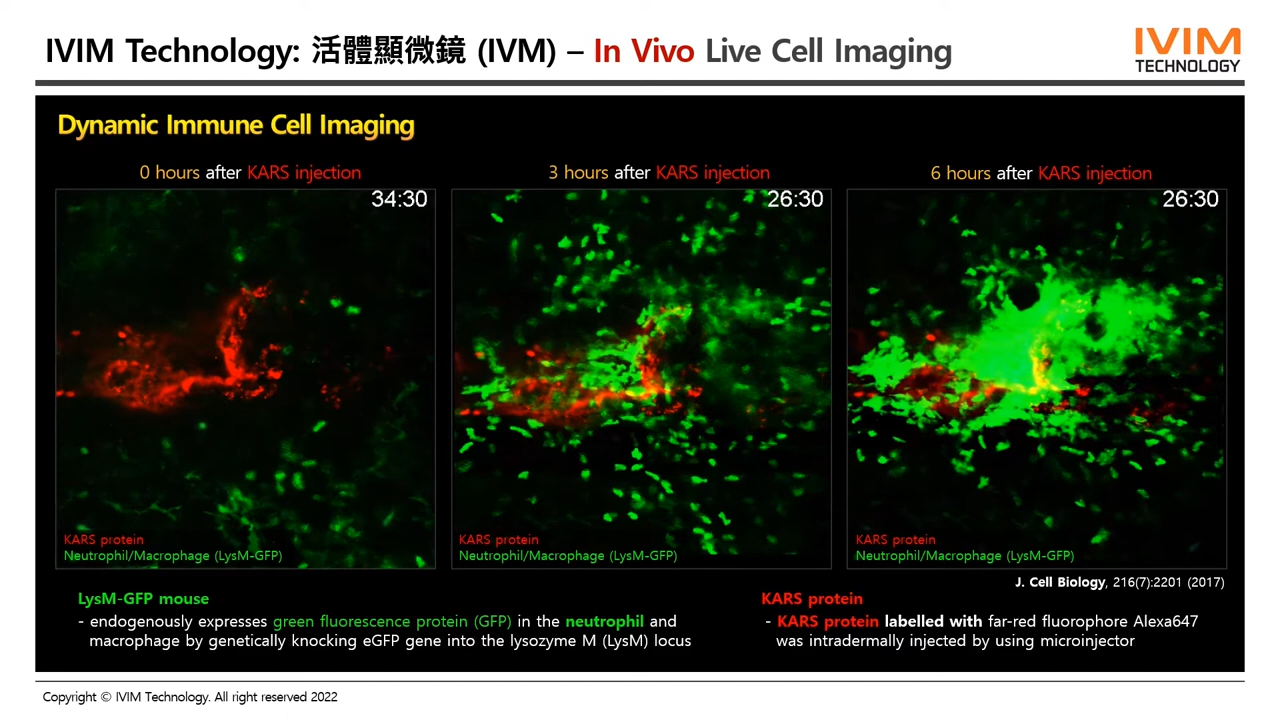 IVIM Technology: 活體顯微鏡 (IVM) – In Vivo Live Cell Imaging
IVIM
TECHNOLOGY
Dynamic Immune Cell Imaging
0 hours after KARS injection
3 hours after KARS injection
6 hours after KARS injection
34:30
26:30
26:30
KARS protein
Neutrophil/Macrophage (LysM-GFP)
KARS protein
Neutrophil/Macrophage (LysM-GFP)
KARS protein
Neutrophil/Macrophage (LysM-GFP)
J. Cell Biology, 216(7):2201 (2017)
LysM-GFP mouse
- endogenously expresses green fluorescence protein (GFP) in the neutrophil and
macrophage by genetically knocking eGFP gene into the lysozyme M (LysM) locus
KARS protein
- KARS protein labelled with far-red fluorophore Alexa647
was intradermally injected by using microinjector
Copyright © IVIM Technology. All right reserved 2022